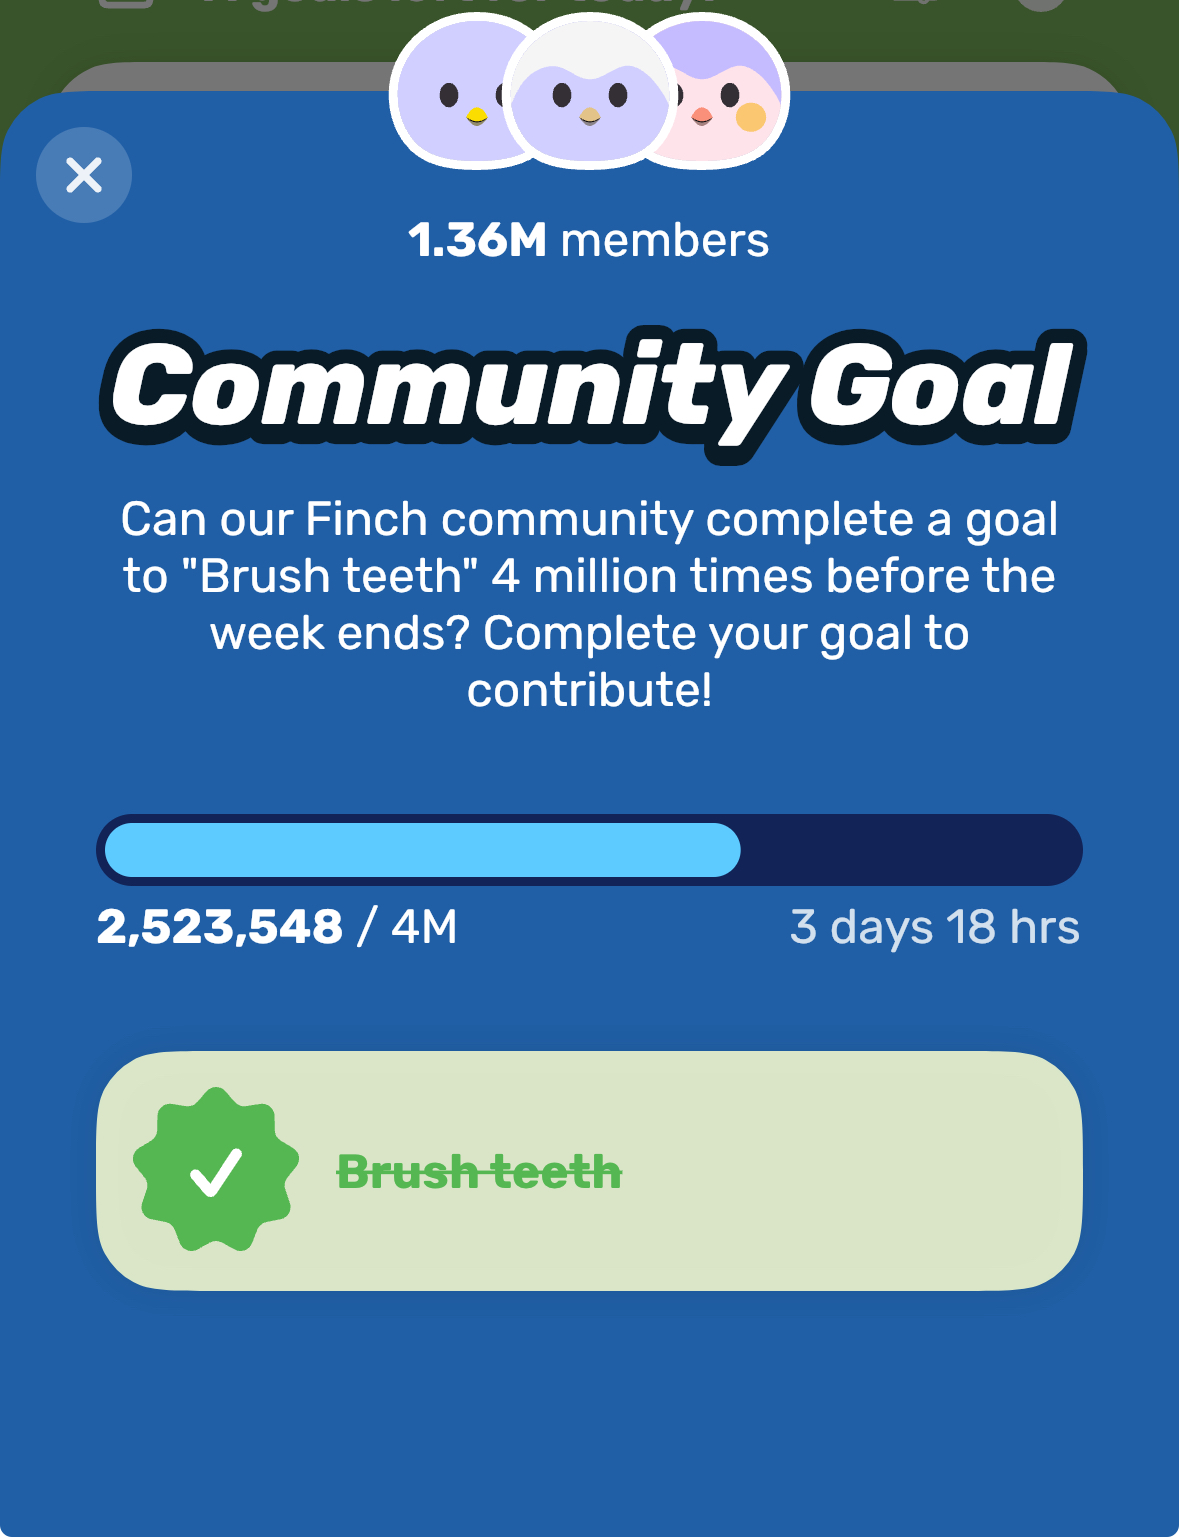 1.36M members
Community Goal
Can our Finch community complete a goal
to "Brush teeth" 4 million times before the
week ends? Complete your goal to
contribute!
2,523,548 / 4M
3 days 18 hrs
Brush teeth